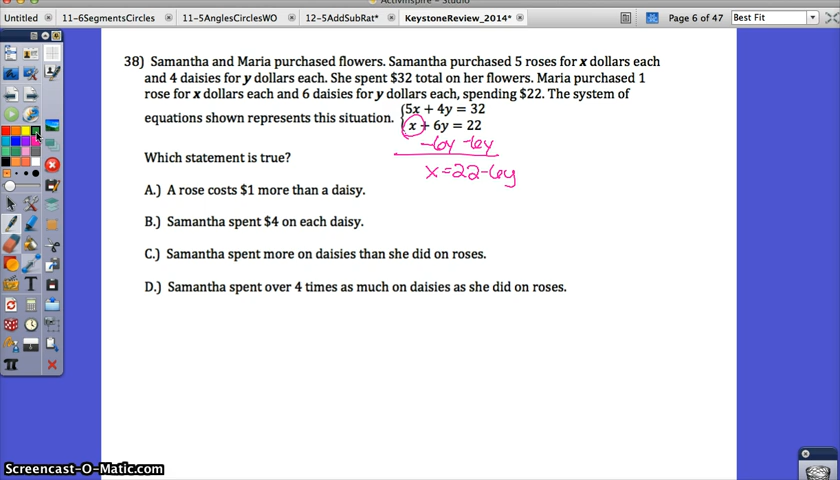 ActivInspire - Studio
Untitled 11-6SegmentsCircles 11-5AnglesCirclesWO 12-5AddSubRat* KeystoneReview_2014* Page 6 of 47 Best Fit
38) Samantha and Maria purchased flowers. Samantha purchased 5 roses for x dollars each
and 4 daisies for y dollars each. She spent $32 total on her flowers. Maria purchased 1
rose for x dollars each and 6 daisies for y dollars each, spending $22. The system of
5x + 4y = 32
equations shown represents this situation.
x + 6y = 22
-6y -6y
Which statement is true?
x=22-6y
A.) A rose costs $1 more than a daisy.
B.) Samantha spent $4 on each daisy.
C.) Samantha spent more on daisies than she did on roses.
D.) Samantha spent over 4 times as much on daisies as she did on roses.
Screencast-O-Matic.com